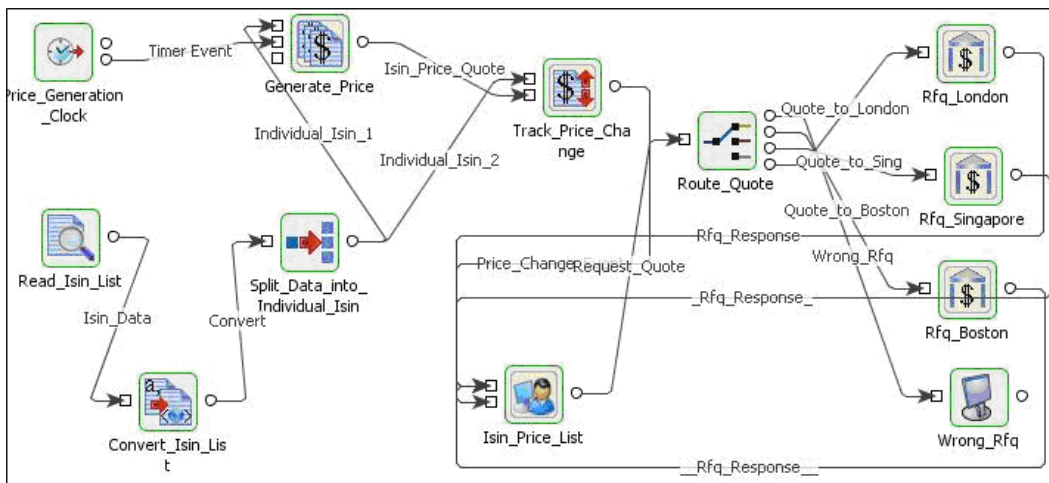 Price_Generation
_Clock
Timer Event
Generate_Price
Isin_Price_Quote
Track_Price_Cha
nge
Individual_Isin_1
Individual_Isin_2
Route_Quote
Quote_to_London
Quote_to_Sing
Quote_to_Boston
Wrong_Rfq
Rfq_London
Rfq_Singapore
Rfq_Boston
Wrong_Rfq
Read_Isin_List
Isin_Data
Convert_Isin_Lis
t
Convert
Split_Data_into_
Individual_Isin
Rfq_Response
Price_Change
Request_Quote
_Rfq_Response_
Isin_Price_List
__Rfq_Response__